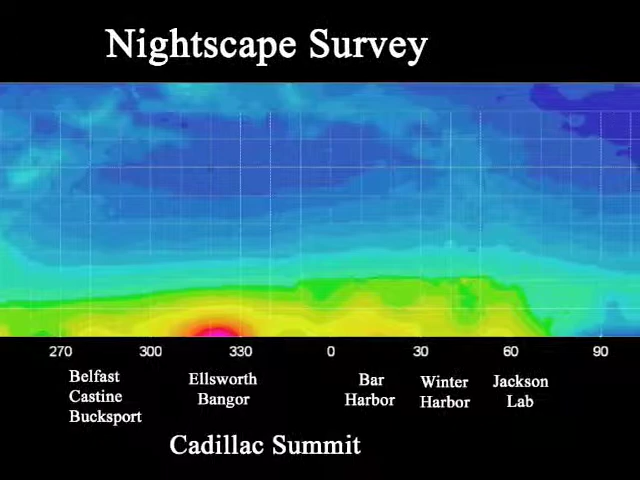 Nightscape Survey
270 300 330 0 30 60 90
Belfast
Castine
Bucksport
Ellsworth
Bangor
Bar
Harbor
Winter
Harbor
Jackson
Lab
Cadillac Summit